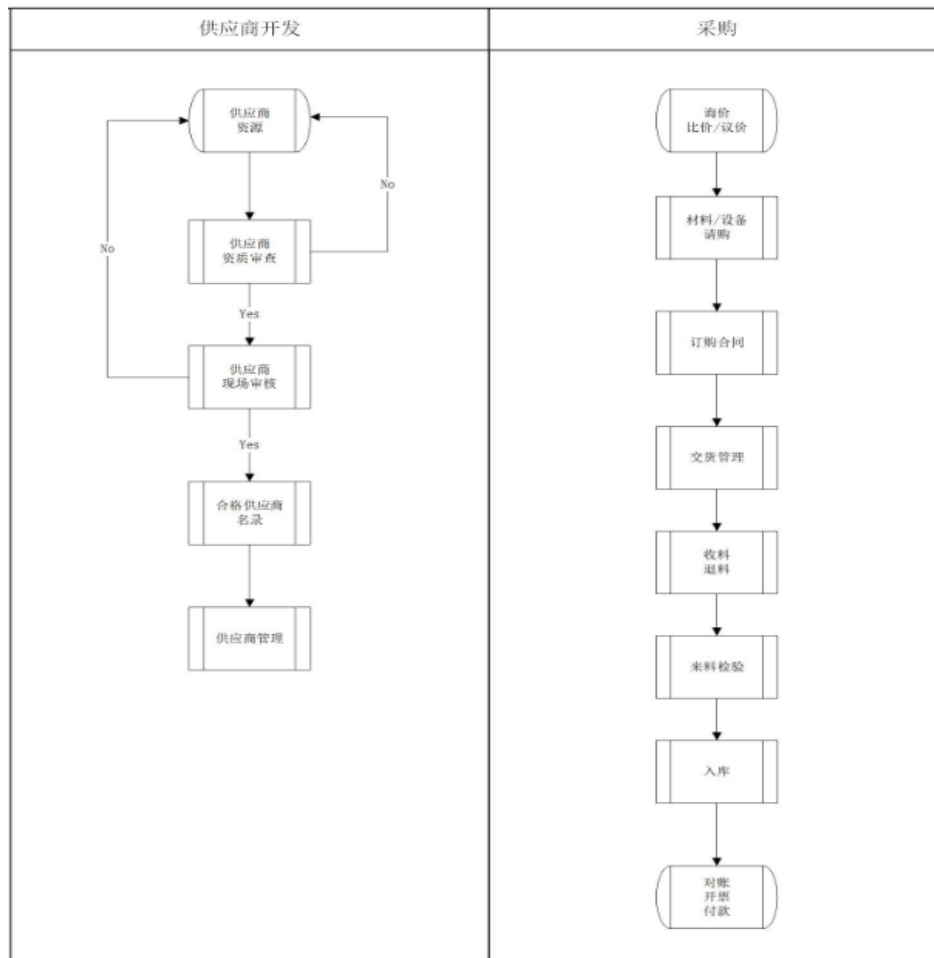 供应商开发
采购
供应商
资源
No
No
供应商
资质审查
Yes
供应商
现场审核
Yes
合格供应商
名录
供应商管理
询价
比价/议价
材料/设备
请购
订购合同
交货管理
收料
退料
来料检验
入库
对账
开票
付款